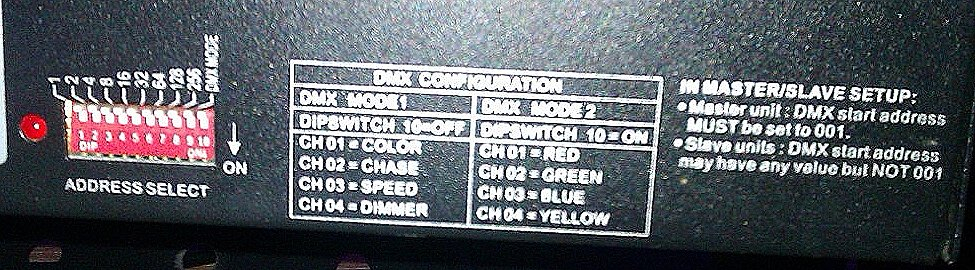 1
2
4
8
16
32
64
128
256
DMX MODE
1 2 3 4 5 6 7 8 9 10
DIP
ON
ADDRESS SELECT
DMX CONFIGURATION
DMX MODE1 DMX MODE 2
DIPSWITCH 10=OFF DIPSWITCH 10=ON
CH 01 = COLOR CH 01 = RED
CH 02 = CHASE CH 02 = GREEN
CH 03 = SPEED CH 03 = BLUE
CH 04 = DIMMER CH 04 = YELLOW
IN MASTER/SLAVE SETUP:
• Master unit : DMX start address
MUST be set to 001.
• Slave units : DMX start address
may have any value but NOT 001